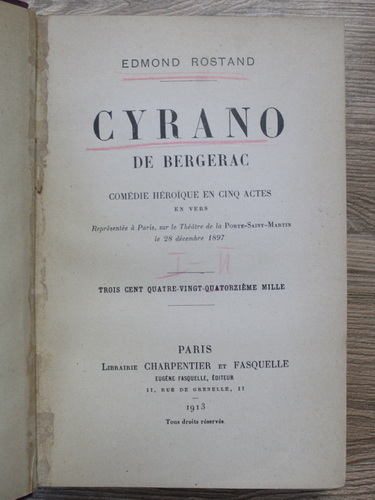 EDMOND ROSTAND
CYRANO
DE BERGERAC
COMÉDIE HÉROÏQUE EN CINQ ACTES
EN VERS
Représentée à Paris, sur le Théâtre de la PORTE-SAINT-MARTIN
le 28 décembre 1897
I — II
TROIS CENT QUATRE-VINGT-QUATORZIÈME MILLE
PARIS
LIBRAIRIE CHARPENTIER ET FASQUELLE
EUGÈNE FASQUELLE, ÉDITEUR
11, RUE DE GRENELLE, 11
1913
Tous droits réservés